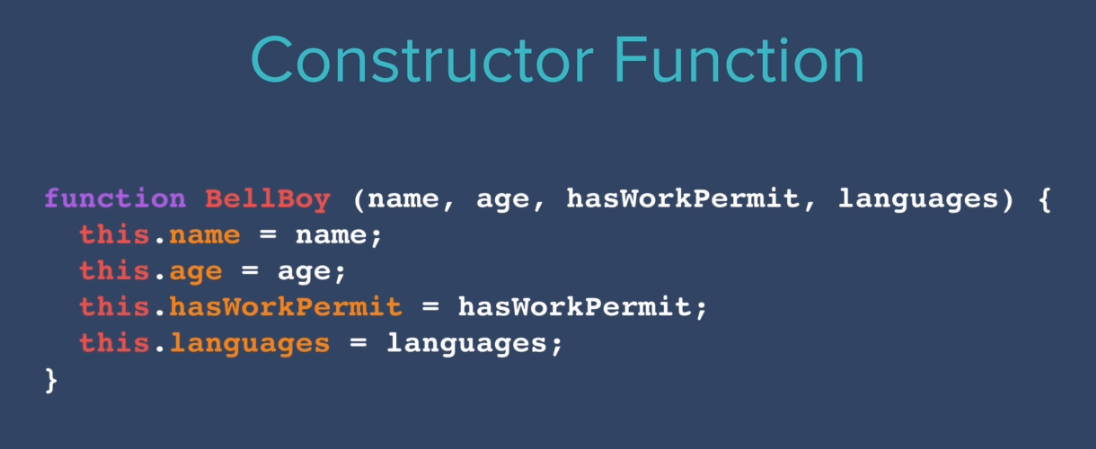 Constructor Function
function BellBoy (name, age, hasWorkPermit, languages) {
this.name = name;
this.age = age;
this.hasWorkPermit = hasWorkPermit;
this.languages = languages;
}